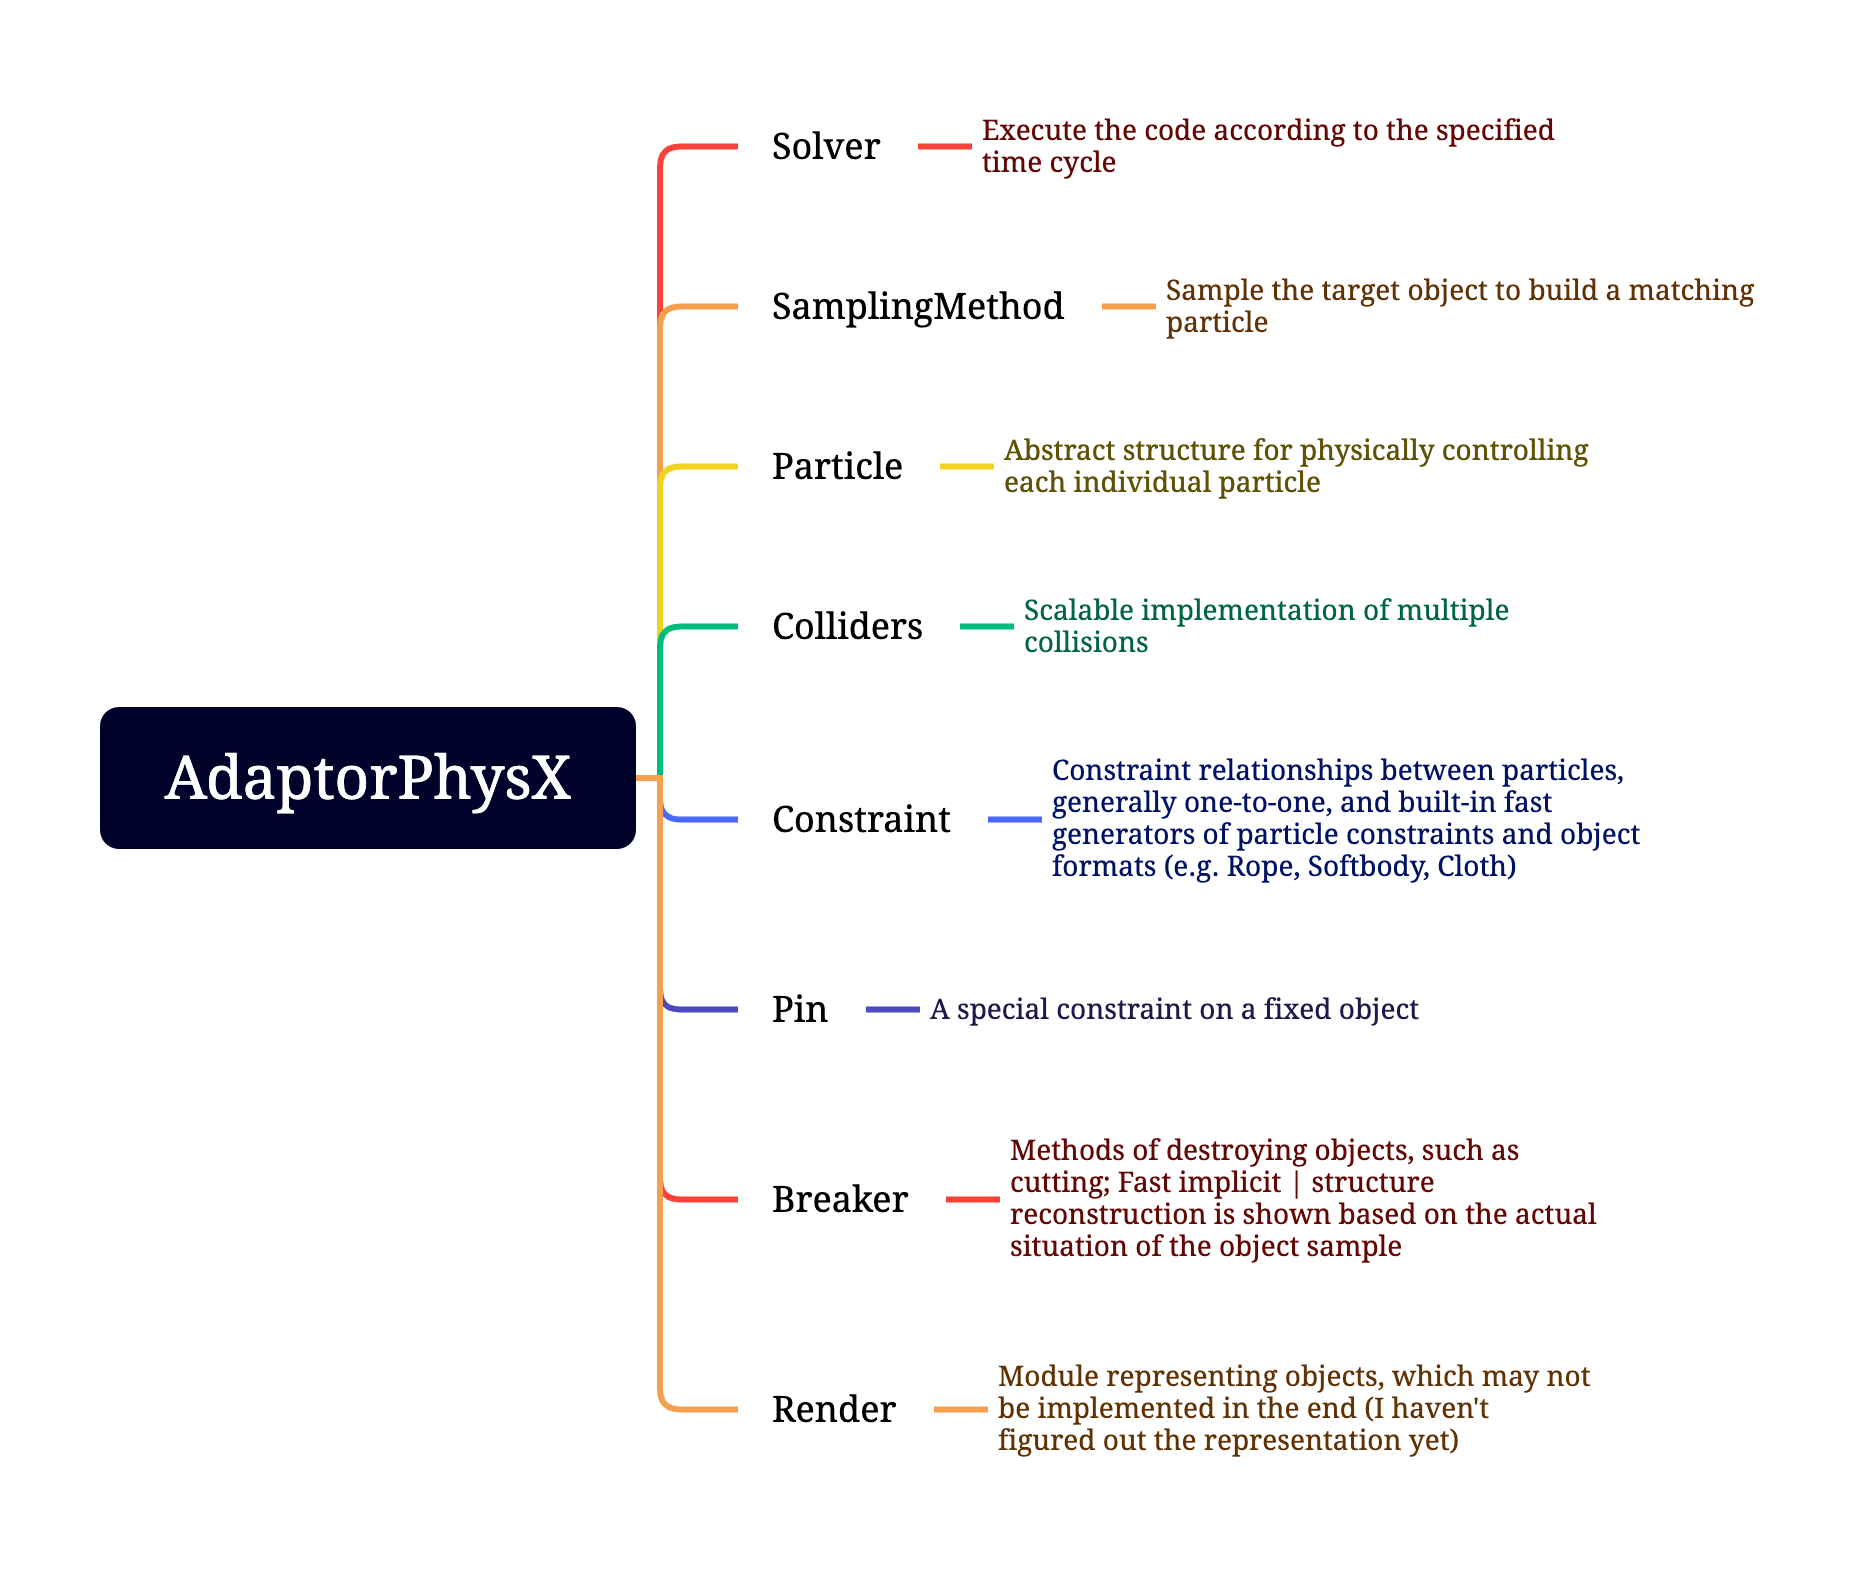 Solver
Execute the code according to the specified
time cycle
SamplingMethod
Sample the target object to build a matching
particle
Particle
Abstract structure for physically controlling
each individual particle
Colliders
Scalable implementation of multiple
collisions
AdaptorPhysX
Constraint
Constraint relationships between particles,
generally one-to-one, and built-in fast
generators of particle constraints and object
formats (e.g. Rope, Softbody, Cloth)
Pin
A special constraint on a fixed object
Breaker
Methods of destroying objects, such as
cutting; Fast implicit | structure
reconstruction is shown based on the actual
situation of the object sample
Render
Module representing objects, which may not
be implemented in the end (I haven't
figured out the representation yet)